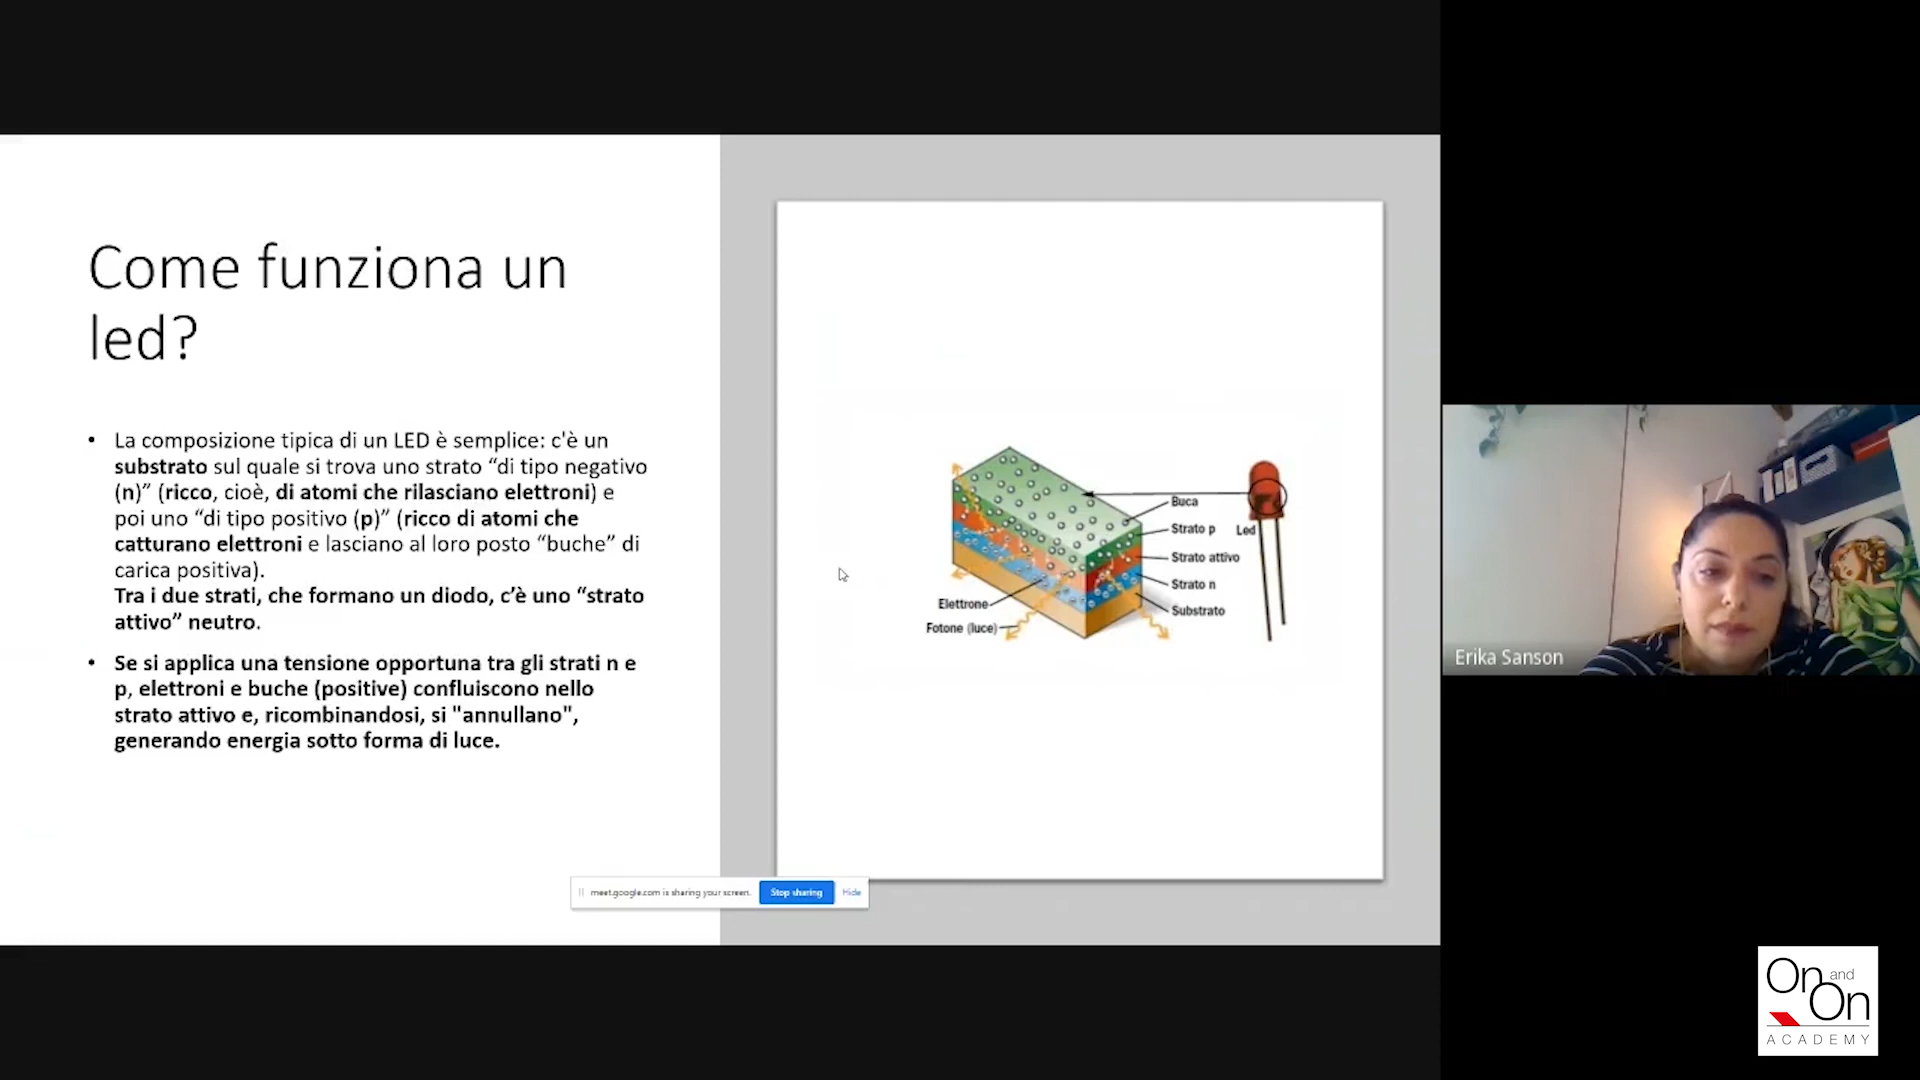 Come funziona un
led?
• La composizione tipica di un LED è semplice: c'è un
substrato sul quale si trova uno strato “di tipo negativo
(n)” (ricco, cioè, di atomi che rilasciano elettroni) e
poi uno “di tipo positivo (p)” (ricco di atomi che
catturano elettroni e lasciano al loro posto “buche” di
carica positiva).
Tra i due strati, che formano un diodo, c’è uno “strato
attivo” neutro.
• Se si applica una tensione opportuna tra gli strati n e
p, elettroni e buche (positive) confluiscono nello
strato attivo e, ricombinandosi, si "annullano",
generando energia sotto forma di luce.
Buca
Strato p
Led
Strato attivo
Strato n
Substrato
Elettrone
Fotone (luce)
meet.google.com is sharing your screen.
Stop sharing
Hide
Erika Sanson
On and
On
ACADEMY